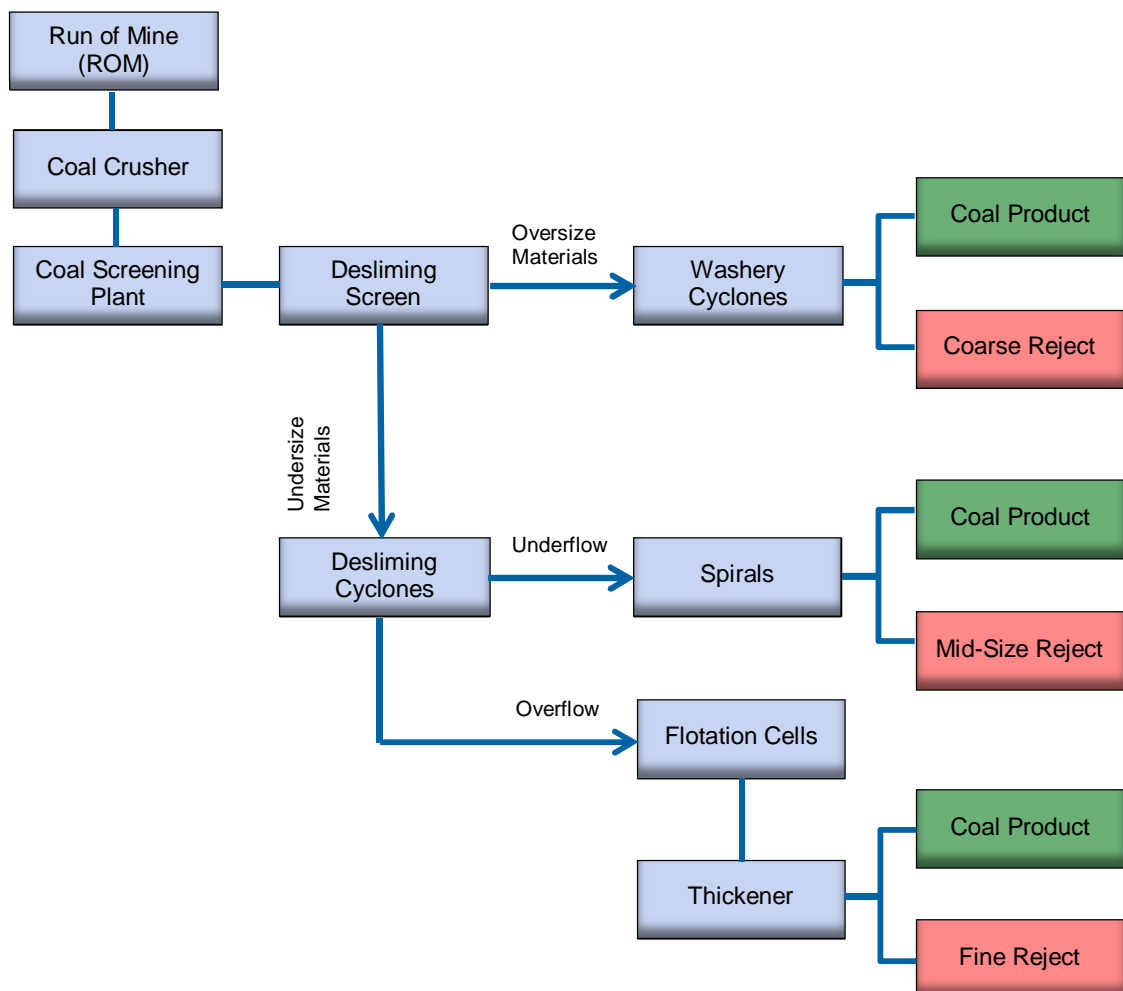 Run of Mine
(ROM)
Coal Crusher
Coal Screening
Plant
Desliming
Screen
Oversize
Materials
Washery
Cyclones
Coal Product
Coarse Reject
Undersize
Materials
Desliming
Cyclones
Underflow
Spirals
Coal Product
Mid-Size Reject
Overflow
Flotation Cells
Thickener
Coal Product
Fine Reject